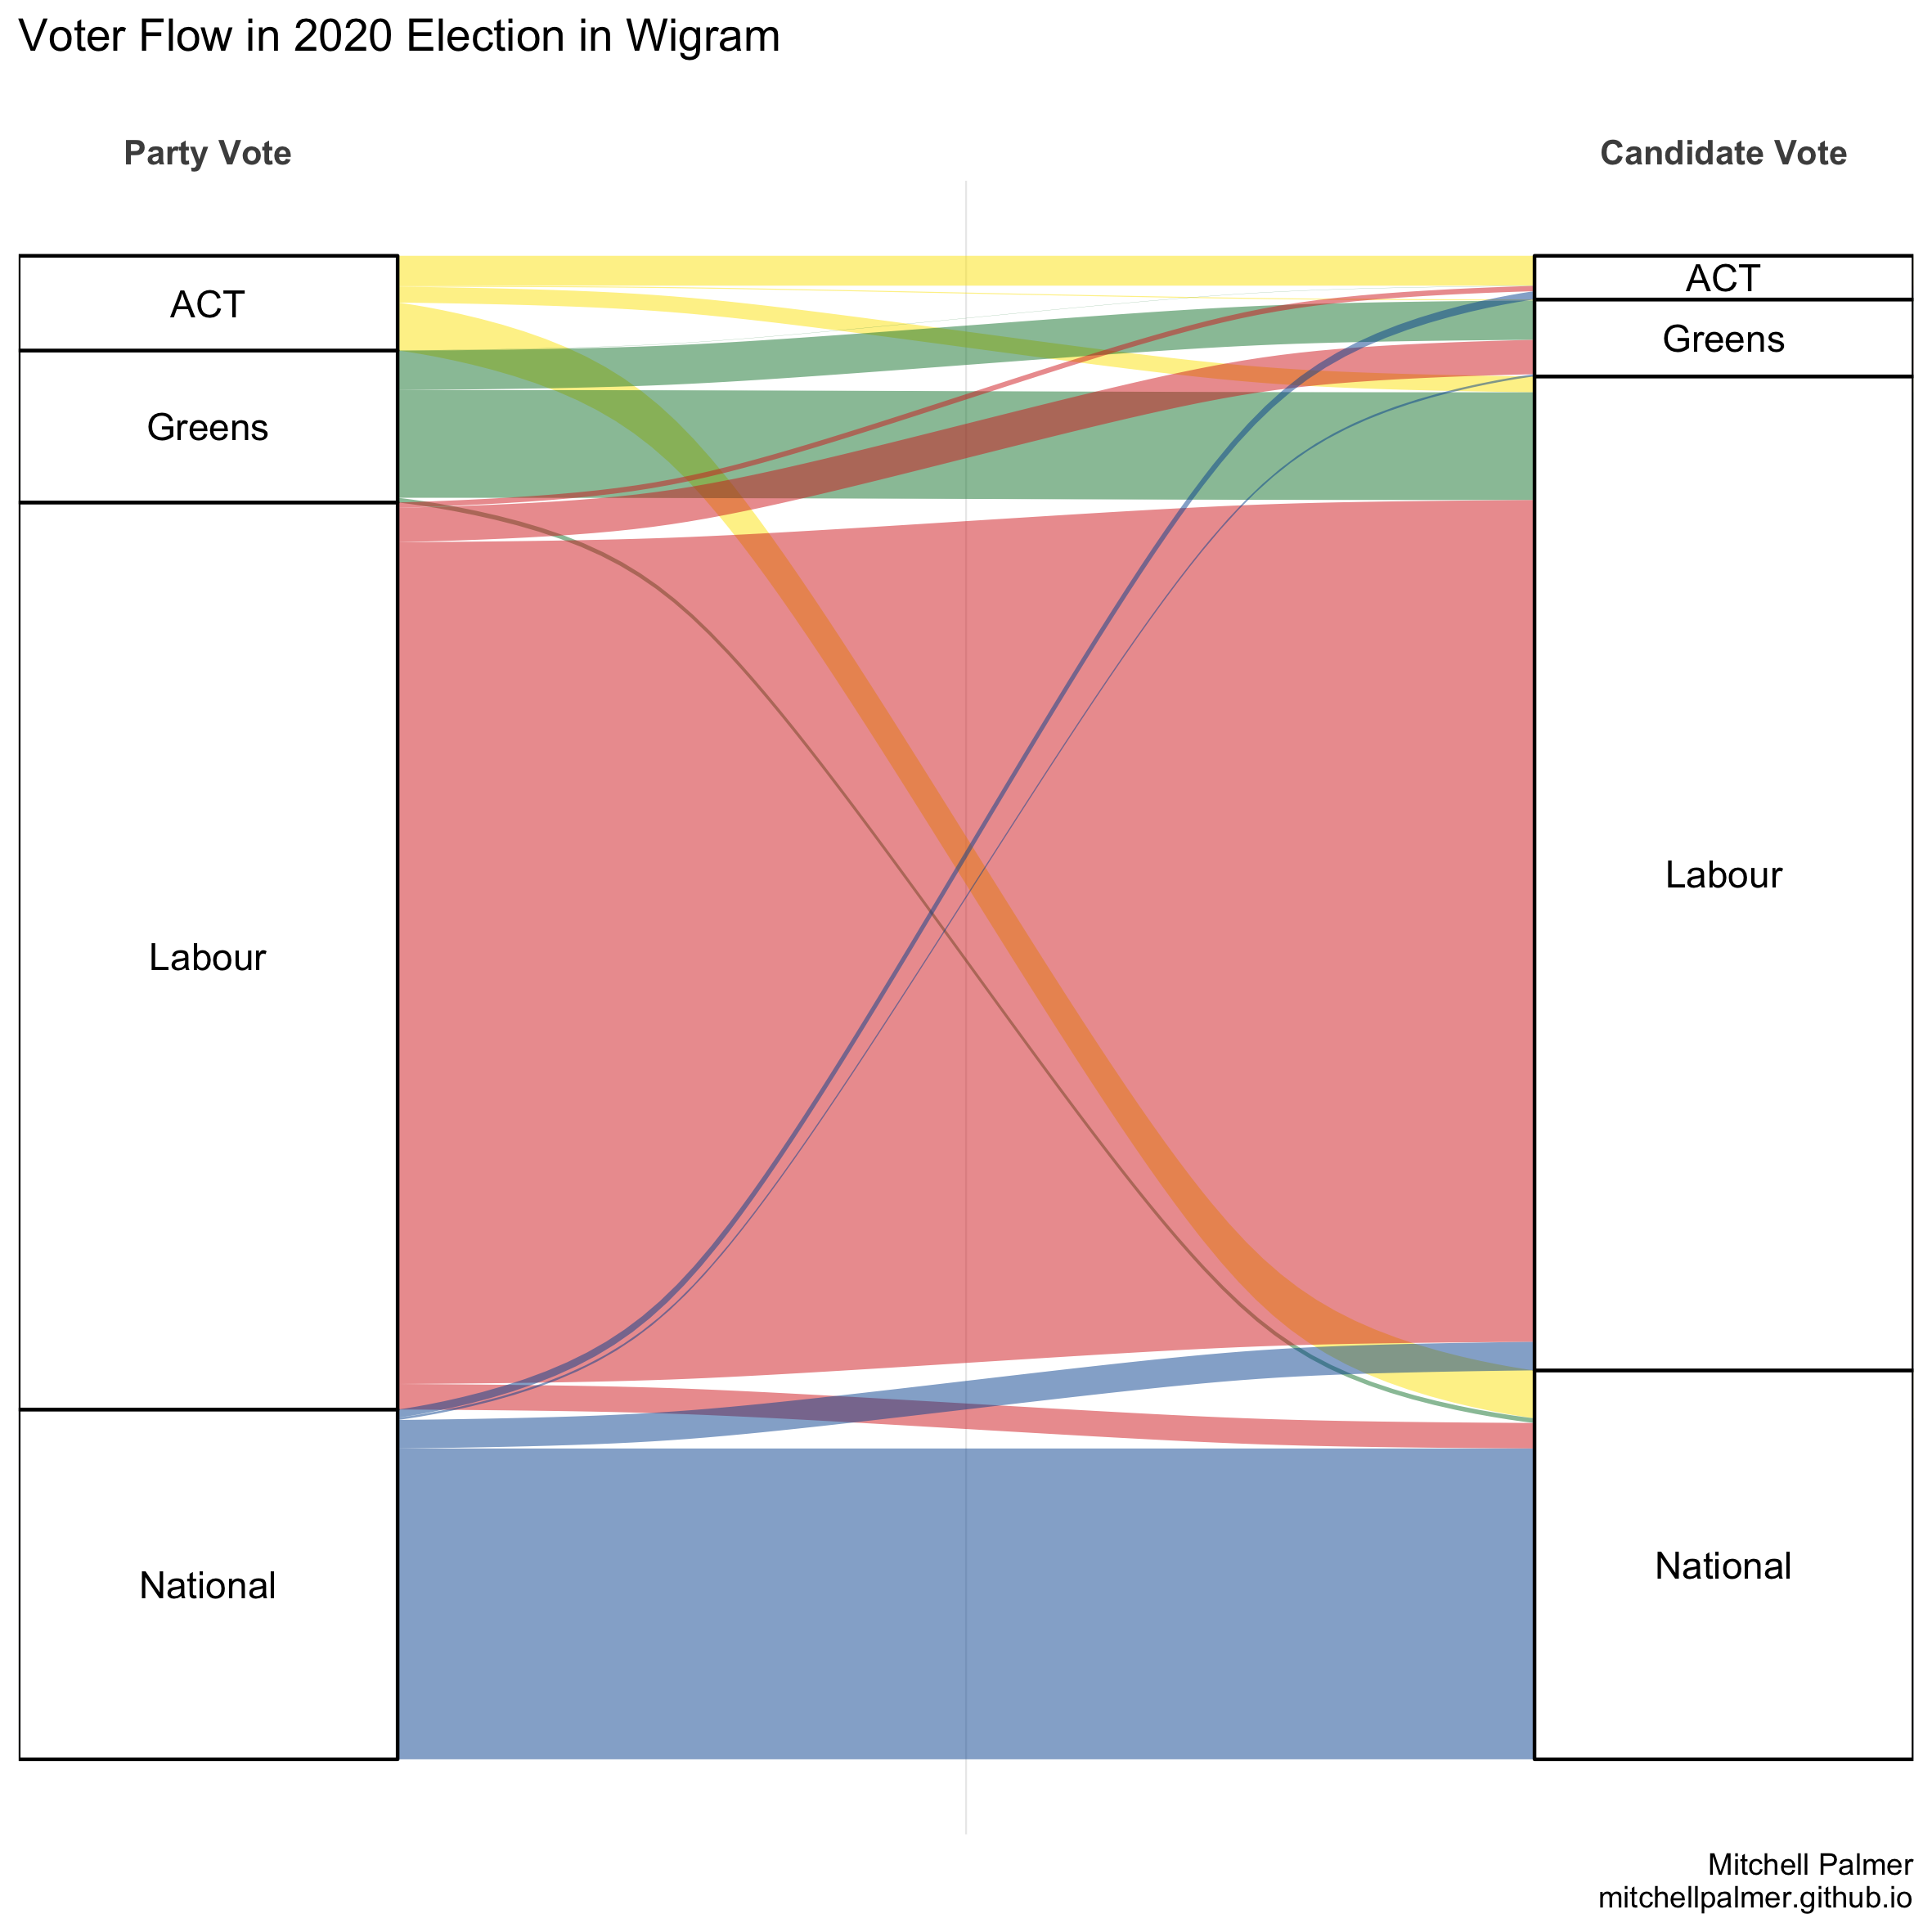 Voter Flow in 2020 Election in Wigram
Party Vote
Candidate Vote
ACT
Greens
Labour
National
ACT
Greens
Labour
National
Mitchell Palmer
mitchellpalmer.github.io